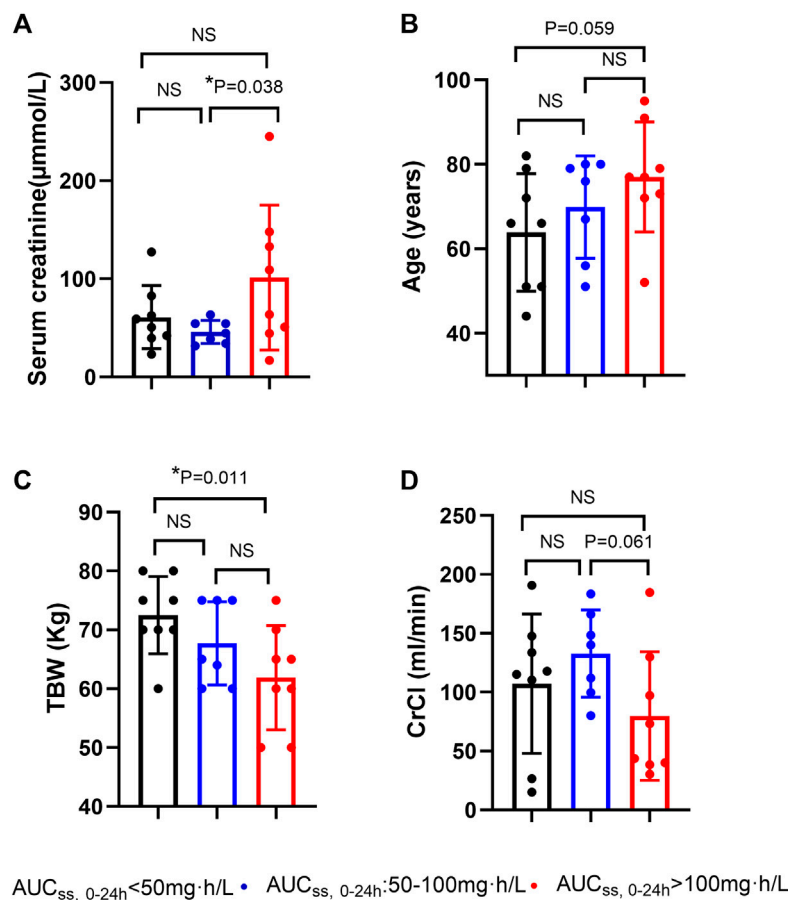 A
NS
NS
*P=0.038
Serum creatinine(μmmol/L)
300
200
100
0
B
P=0.059
NS
NS
Age (years)
100
80
60
40
C
*P=0.011
NS
NS
TBW (Kg)
90
80
70
60
50
40
D
NS
NS
P=0.061
CrCl (ml/min)
250
200
150
100
50
0
AUCss, 0-24h<50mg·h/L • AUCss, 0-24h:50-100mg·h/L • AUCss, 0-24h>100mg·h/L